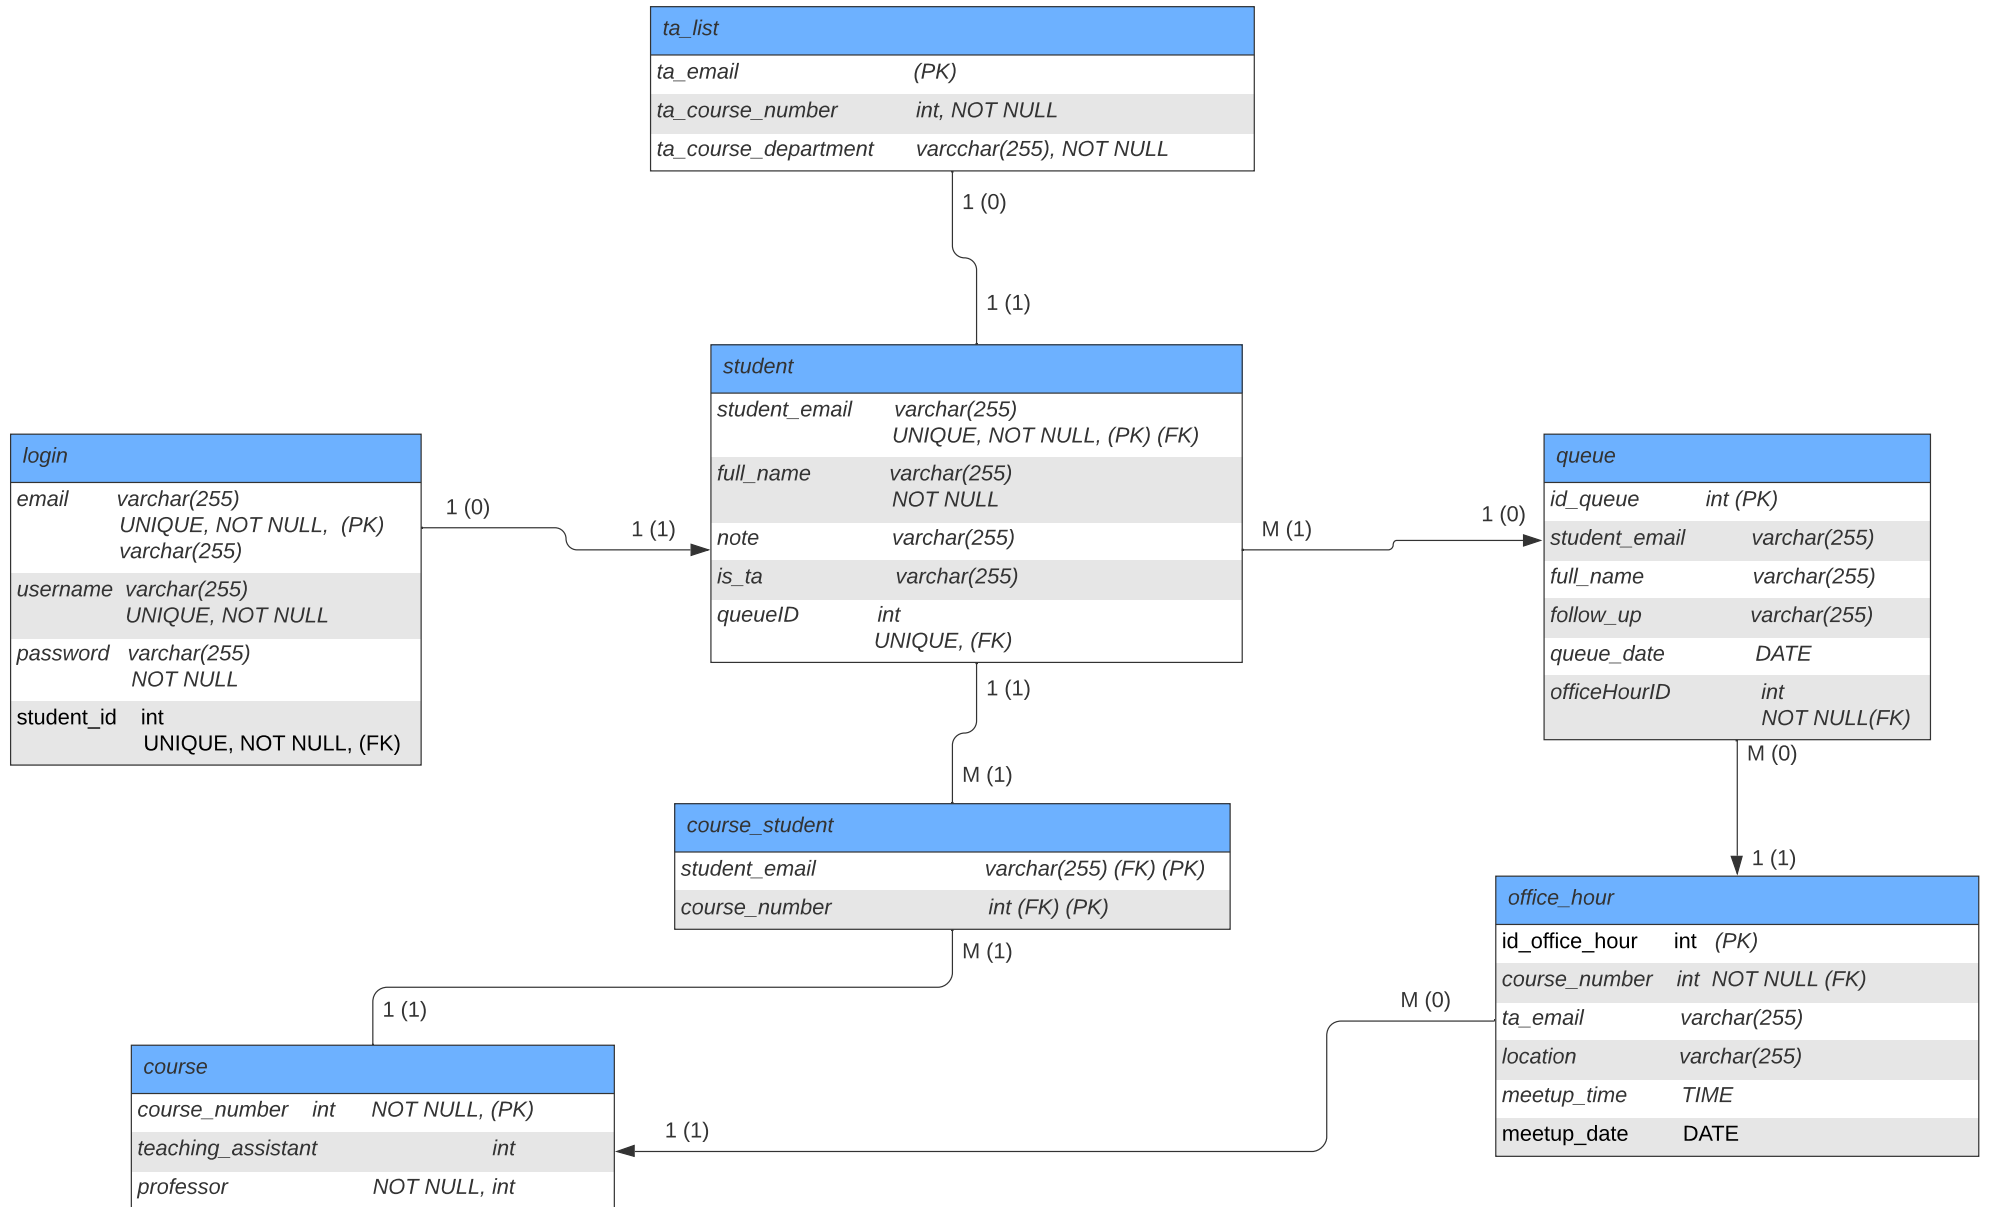 ta_list
ta_email (PK)
ta_course_number int, NOT NULL
ta_course_department varcchar(255), NOT NULL
1 (0)
1 (1)
student
student_email varchar(255)
UNIQUE, NOT NULL, (PK) (FK)
full_name varchar(255)
NOT NULL
note varchar(255)
is_ta varchar(255)
queueID int
UNIQUE, (FK)
login
email varchar(255)
UNIQUE, NOT NULL, (PK)
varchar(255)
username varchar(255)
UNIQUE, NOT NULL
password varchar(255)
NOT NULL
student_id int
UNIQUE, NOT NULL, (FK)
1 (0)
1 (1)
M (1)
1 (0)
queue
id_queue int (PK)
student_email varchar(255)
full_name varchar(255)
follow_up varchar(255)
queue_date DATE
officeHourID int
NOT NULL(FK)
1 (1)
M (1)
M (0)
1 (1)
course_student
student_email varchar(255) (FK) (PK)
course_number int (FK) (PK)
M (1)
1 (1)
office_hour
id_office_hour int (PK)
course_number int NOT NULL (FK)
ta_email varchar(255)
location varchar(255)
meetup_time TIME
meetup_date DATE
M (0)
1 (1)
course
course_number int NOT NULL, (PK)
teaching_assistant int
professor NOT NULL, int